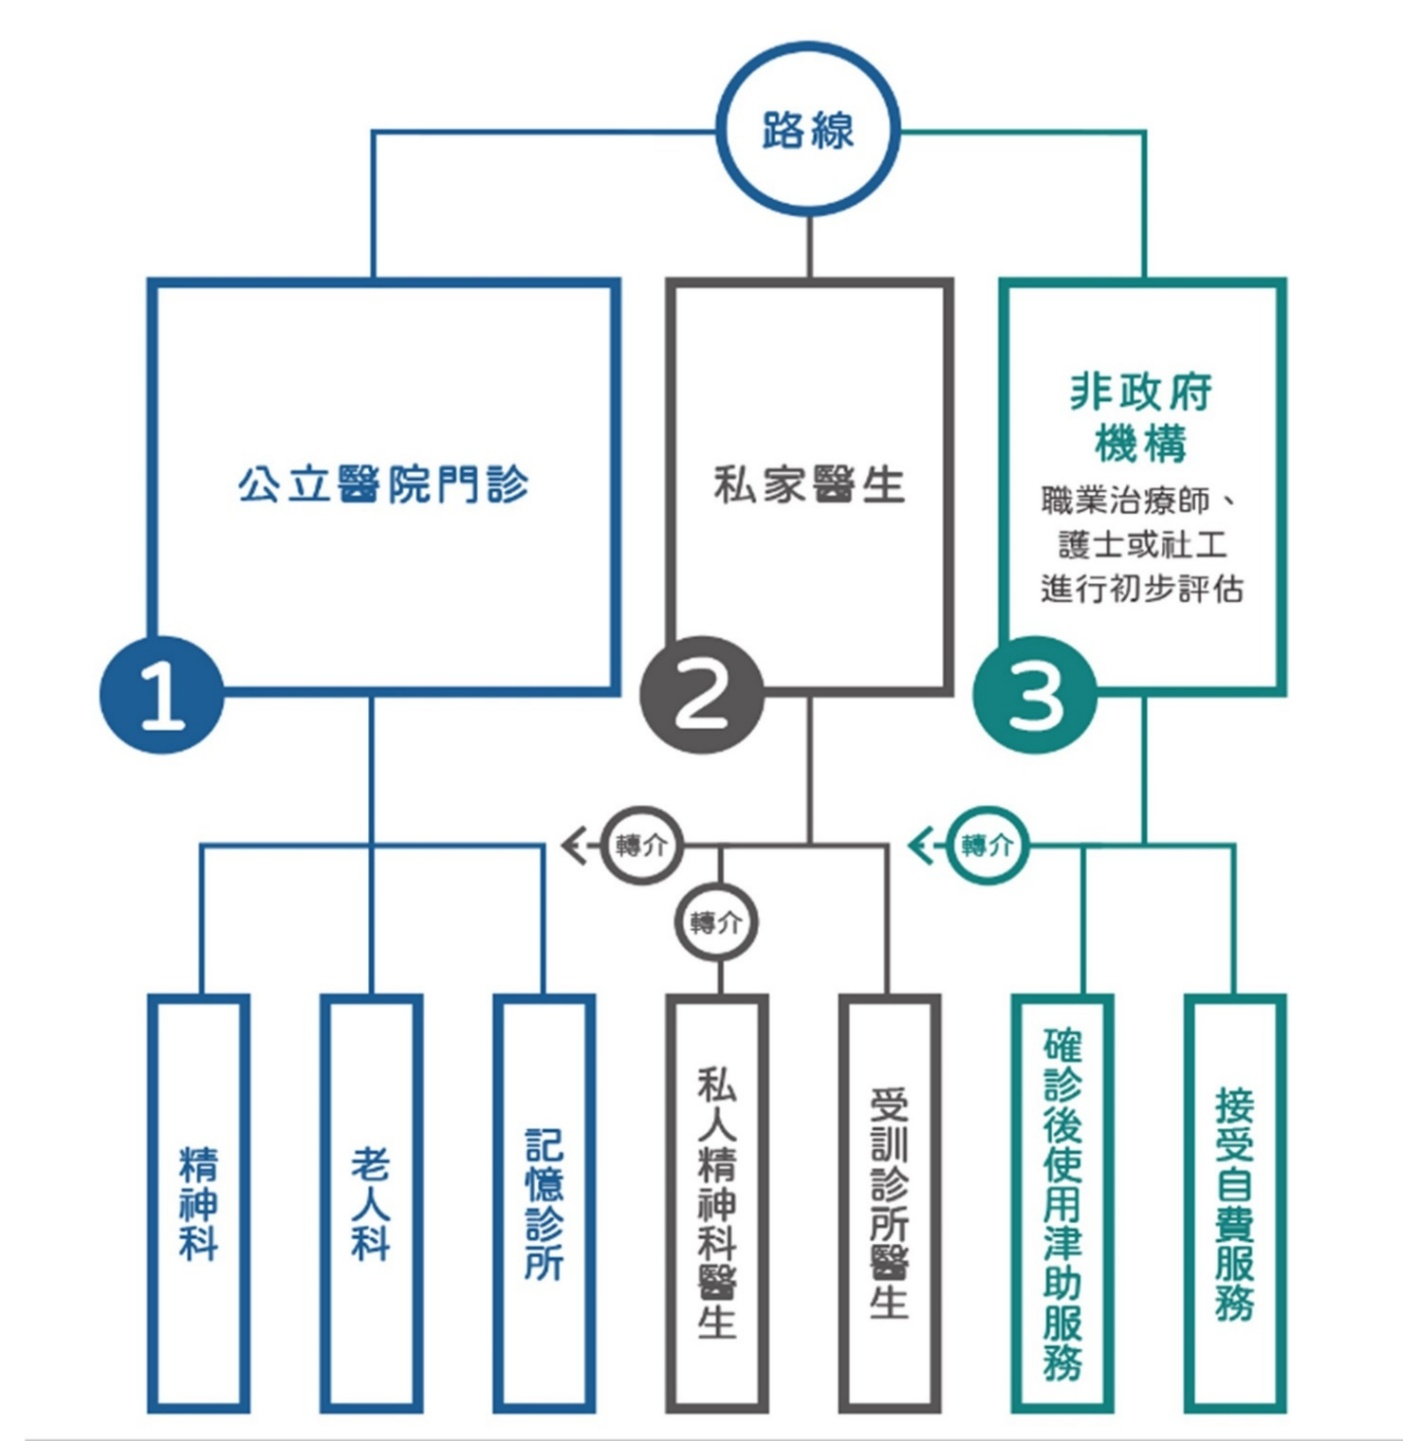 路線
公立醫院門診
1
私家醫生
2
非政府
機構
職業治療師、
護士或社工
進行初步評估
3
轉介
轉介
轉介
精神科
老人科
記憶診所
私人精神科醫生
受訓診所醫生
確診後使用津助服務
接受自費服務